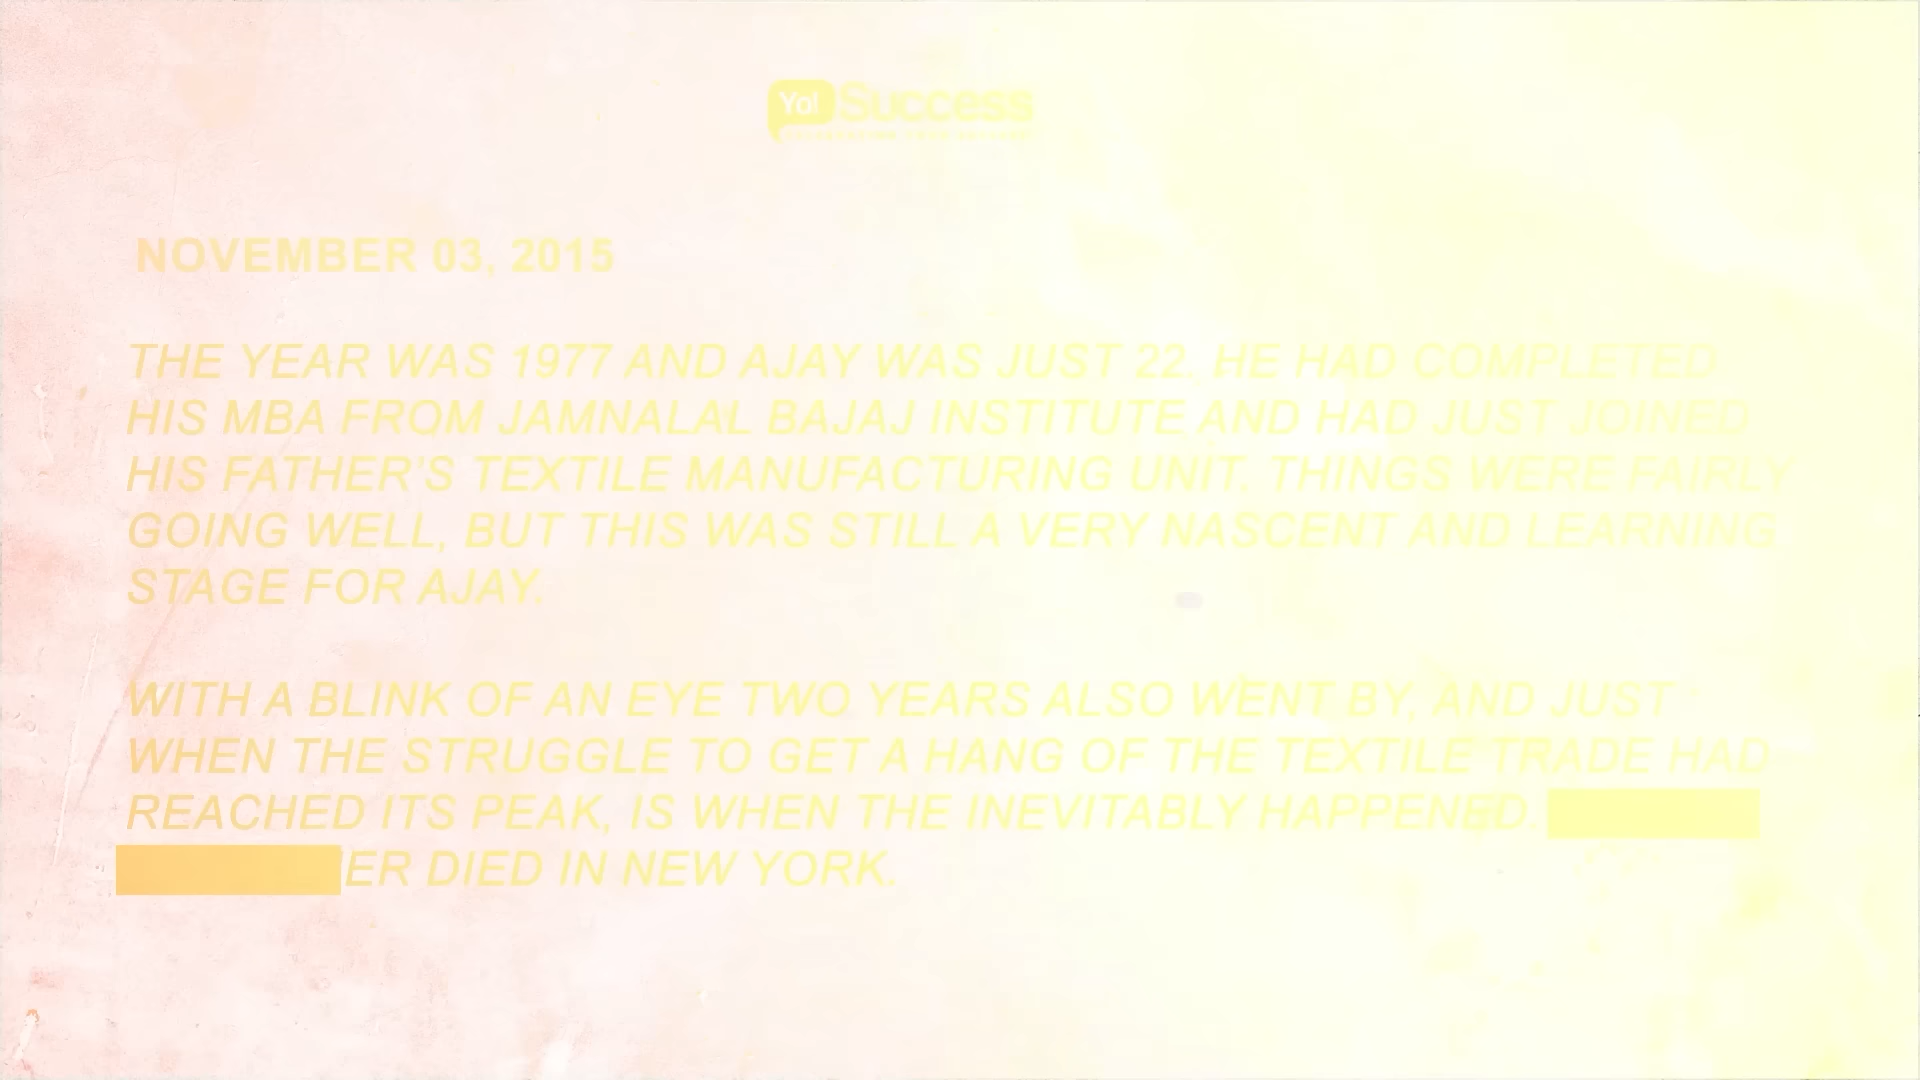 Yo! Success
NOVEMBER 03, 2015
THE YEAR WAS 1977 AND AJAY WAS JUST 22. HE HAD COMPLETED
HIS MBA FROM JAMNALAL BAJAJ INSTITUTE AND HAD JUST JOINED
HIS FATHER'S TEXTILE MANUFACTURING UNIT. THINGS WERE FAIRLY
GOING WELL, BUT THIS WAS STILL A VERY NASCENT AND LEARNING
STAGE FOR AJAY.
WITH A BLINK OF AN EYE TWO YEARS ALSO WENT BY, AND JUST
WHEN THE STRUGGLE TO GET A HANG OF THE TEXTILE TRADE HAD
REACHED ITS PEAK, IS WHEN THE INEVITABLY HAPPENED.
ER DIED IN NEW YORK.